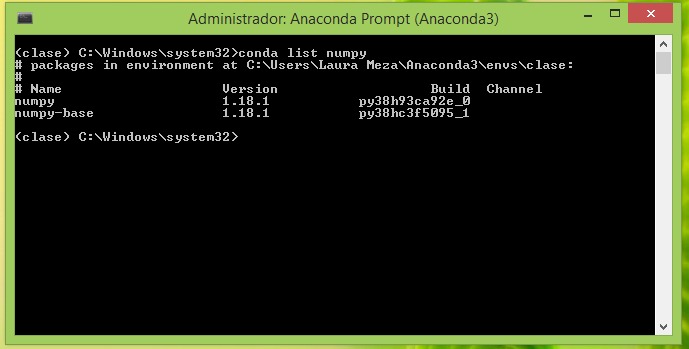 Administrador: Anaconda Prompt (Anaconda3)
(clase) C:\Windows\system32>conda list numpy
# packages in environment at C:\Users\Laura Meza\Anaconda3\envs\clase:
#
# Name                    Version                   Build  Channel
numpy                     1.18.1           py38h93ca92e_0
numpy-base                1.18.1           py38hc3f5095_1
(clase) C:\Windows\system32>